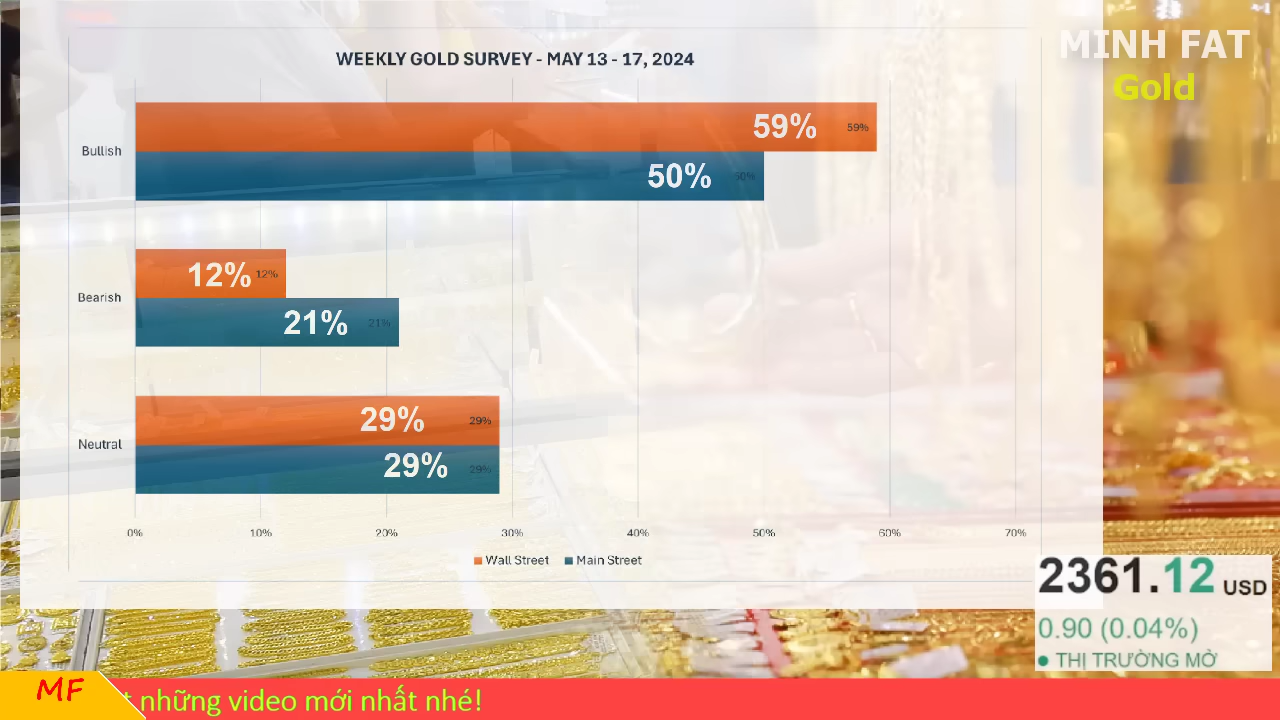 WEEKLY GOLD SURVEY - MAY 13 - 17, 2024
MINH FAT
Gold
Bullish
59% 59%
50% 50%
Bearish
12% 12%
21% 21%
Neutral
29% 29%
29% 29%
0% 10% 20% 30% 40% 50% 60% 70%
Wall Street Main Street
2361.12 USD
0.90 (0.04%)
THỊ TRƯỜNG MỞ
MF t những video mới nhất nhé!